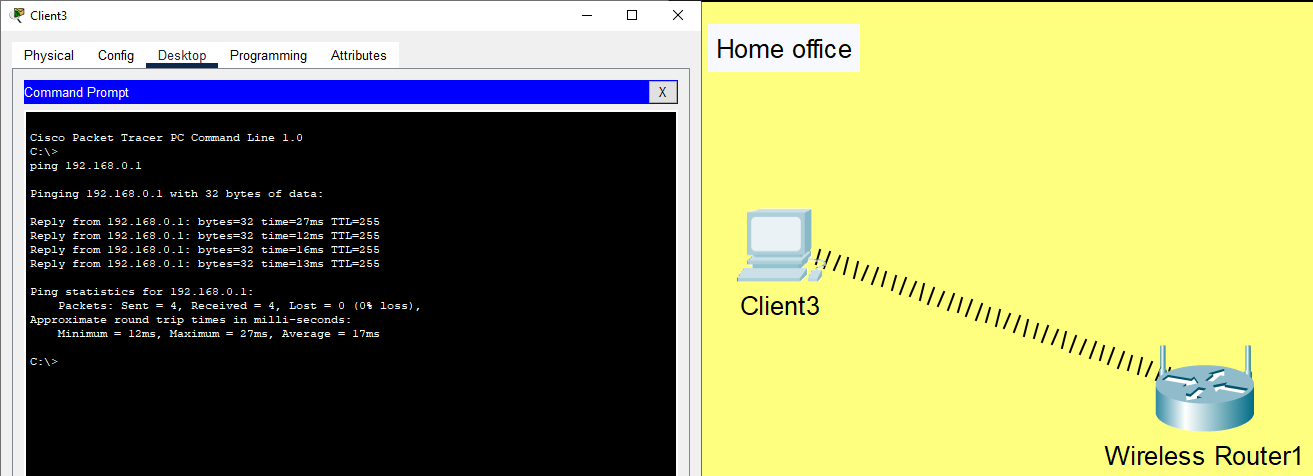 Client3
Physical Config Desktop Programming Attributes
Command Prompt X
Cisco Packet Tracer PC Command Line 1.0
C:\>
ping 192.168.0.1
Pinging 192.168.0.1 with 32 bytes of data:
Reply from 192.168.0.1: bytes=32 time=27ms TTL=255
Reply from 192.168.0.1: bytes=32 time=12ms TTL=255
Reply from 192.168.0.1: bytes=32 time=16ms TTL=255
Reply from 192.168.0.1: bytes=32 time=13ms TTL=255
Ping statistics for 192.168.0.1:
Packets: Sent = 4, Received = 4, Lost = 0 (0% loss),
Approximate round trip times in milli-seconds:
Minimum = 12ms, Maximum = 27ms, Average = 17ms
C:\>
Home office
Client3
Wireless Router1